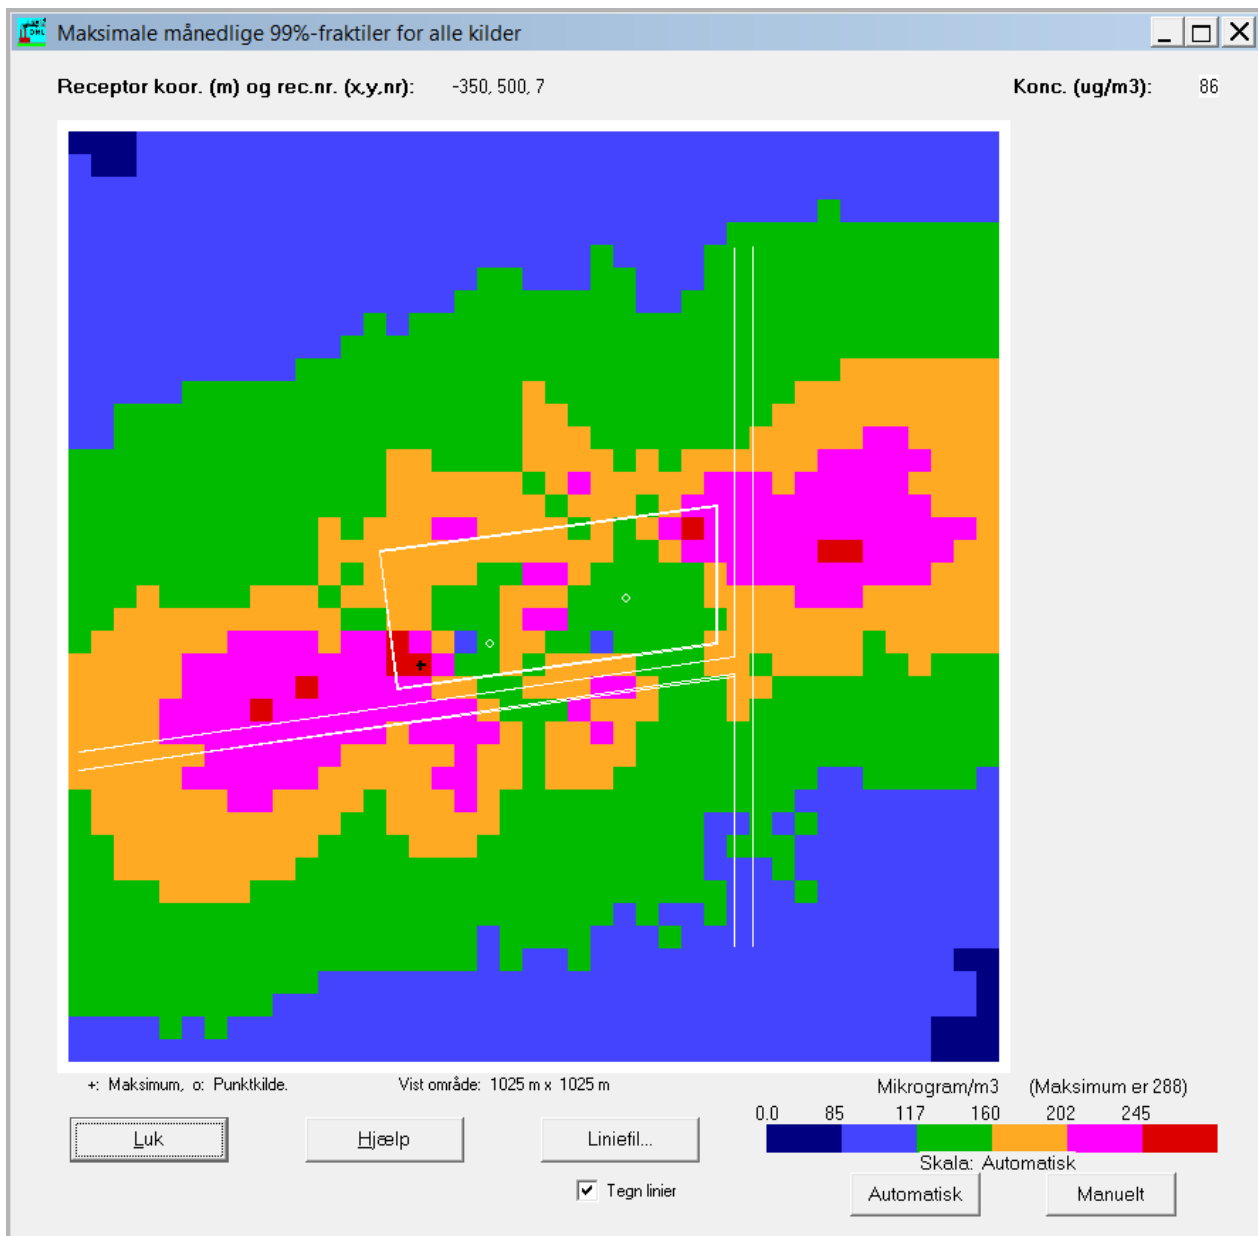 Maksimale månedlige 99%-fraktiler for alle kilder
Receptor koor. (m) og rec.nr. (x,y,nr): -350, 500, 7 Konc. (ug/m3): 86
+: Maksimum, o: Punktkilde. Vist område: 1025 m x 1025 m
Mikrogram/m3 (Maksimum er 288)
0.0 85 117 160 202 245
Skala: Automatisk
Luk Hjælp Liniefil...
Tegn linier
Automatisk Manuelt